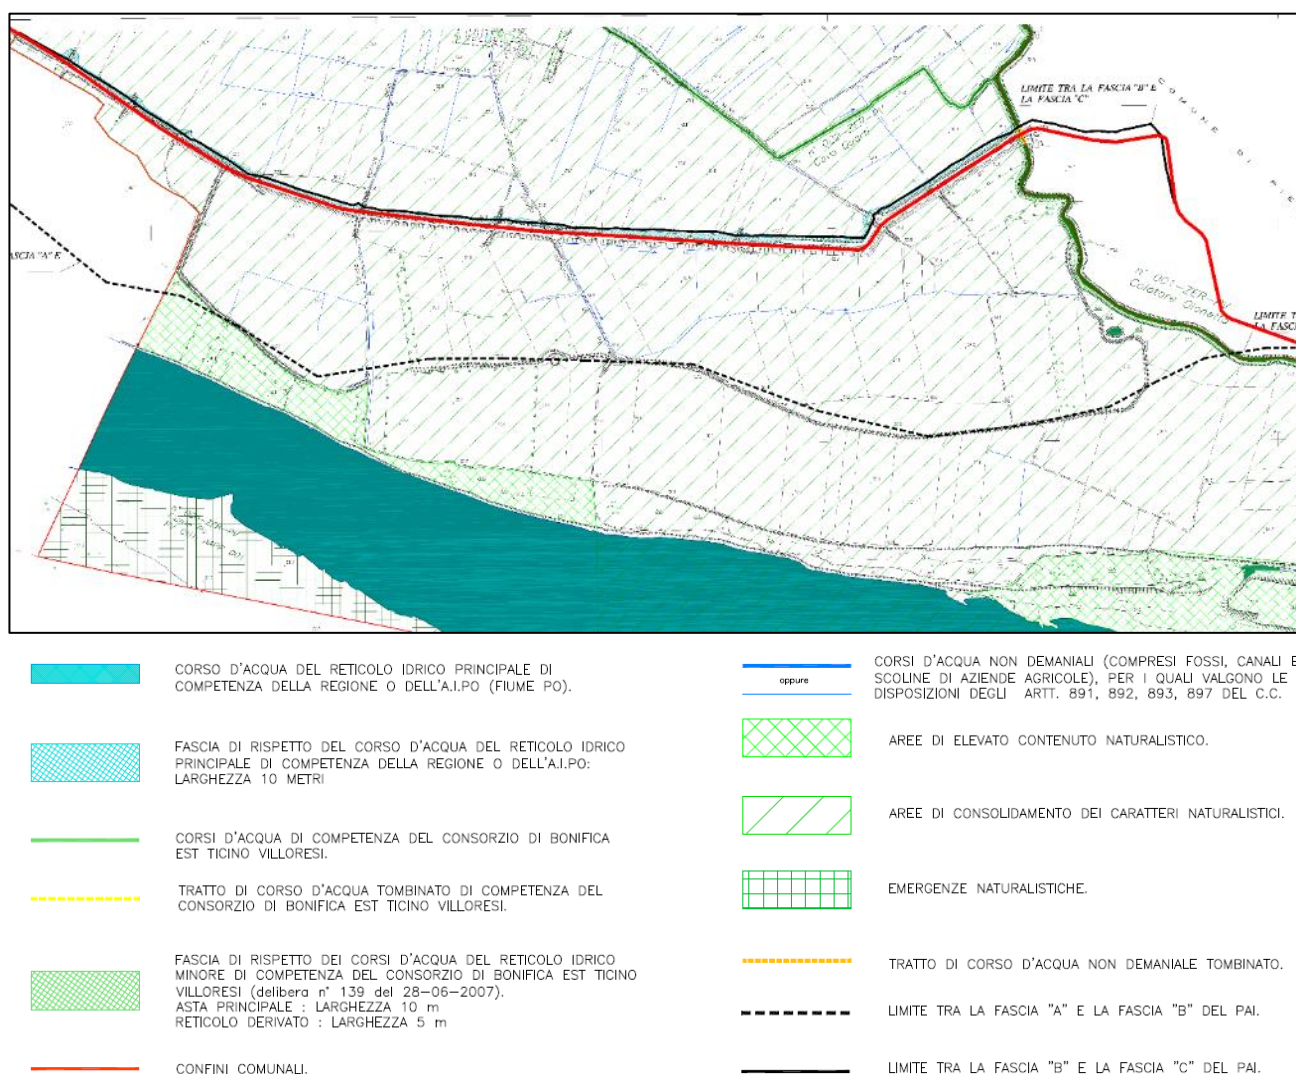 LIMITE TRA LA FASCIA "B" E
LA FASCIA "C"
COMUNE DI PIE
ASCIA "A" E
Colatore Gravellone
LIMITE T
LA FASCI
CORSO D'ACQUA DEL RETICOLO IDRICO PRINCIPALE DI
COMPETENZA DELLA REGIONE O DELL'A.I.PO (FIUME PO).
FASCIA DI RISPETTO DEL CORSO D'ACQUA DEL RETICOLO IDRICO
PRINCIPALE DI COMPETENZA DELLA REGIONE O DELL'A.I.PO:
LARGHEZZA 10 METRI
CORSI D'ACQUA DI COMPETENZA DEL CONSORZIO DI BONIFICA
EST TICINO VILLORESI.
TRATTO DI CORSO D'ACQUA TOMBINATO DI COMPETENZA DEL
CONSORZIO DI BONIFICA EST TICINO VILLORESI.
FASCIA DI RISPETTO DEI CORSI D'ACQUA DEL RETICOLO IDRICO
MINORE DI COMPETENZA DEL CONSORZIO DI BONIFICA EST TICINO
VILLORESI (delibera n° 139 del 28-06-2007).
ASTA PRINCIPALE : LARGHEZZA 10 m
RETICOLO DERIVATO : LARGHEZZA 5 m
CONFINI COMUNALI.
oppure
CORSI D'ACQUA NON DEMANIALI (COMPRESI FOSSI, CANALI E
SCOLINE DI AZIENDE AGRICOLE), PER I QUALI VALGONO LE
DISPOSIZIONI DEGLI ARTT. 891, 892, 893, 897 DEL C.C.
AREE DI ELEVATO CONTENUTO NATURALISTICO.
AREE DI CONSOLIDAMENTO DEI CARATTERI NATURALISTICI.
EMERGENZE NATURALISTICHE.
TRATTO DI CORSO D'ACQUA NON DEMANIALE TOMBINATO.
LIMITE TRA LA FASCIA "A" E LA FASCIA "B" DEL PAI.
LIMITE TRA LA FASCIA "B" E LA FASCIA "C" DEL PAI.